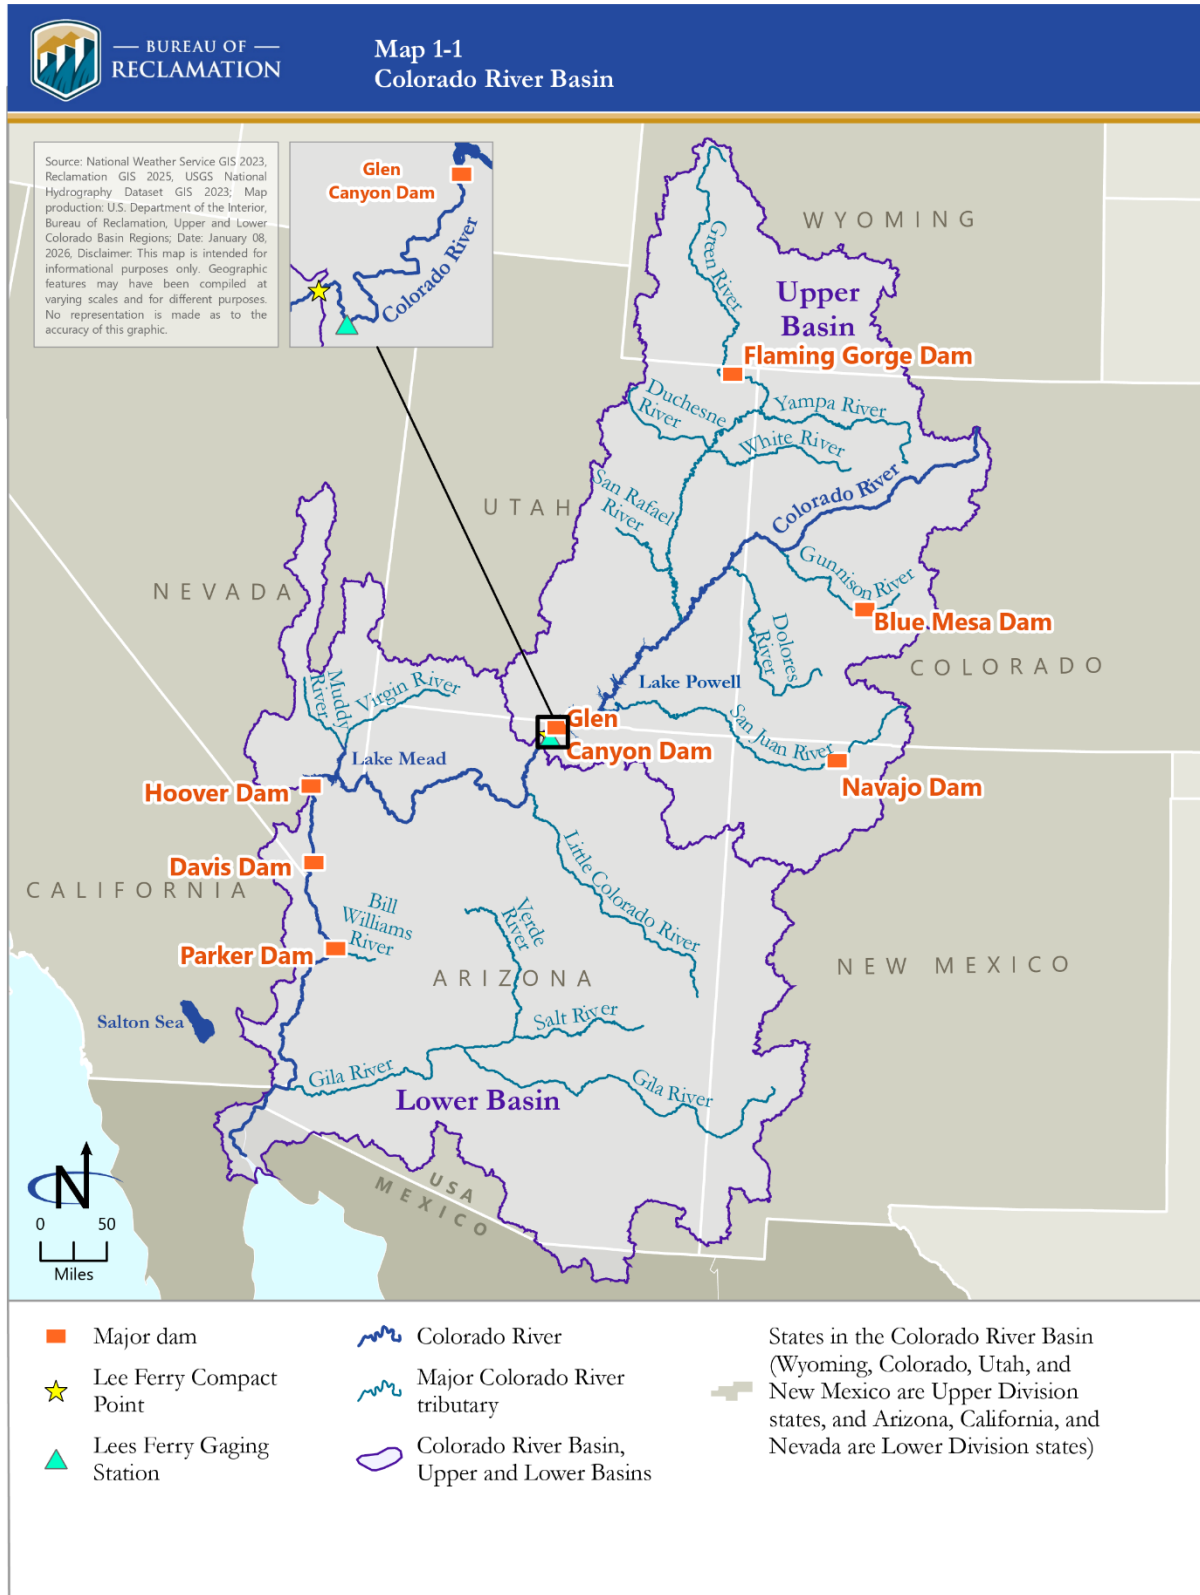 BUREAU OF
RECLAMATION
Map 1-1
Colorado River Basin
Source: National Weather Service GIS 2023,
Reclamation GIS 2025, USGS National
Hydrography Dataset GIS 2023; Map
production: U.S. Department of the Interior,
Bureau of Reclamation, Upper and Lower
Colorado Basin Regions; Date: January 08,
2026, Disclaimer: This map is intended for
informational purposes only. Geographic
features may have been compiled at
varying scales and for different purposes.
No representation is made as to the
accuracy of this graphic.
Glen
Canyon Dam
Colorado River
WYOMING
Green River
Upper
Basin
Flaming Gorge Dam
Duchesne
River
Yampa River
White River
San Rafael
River
Colorado River
UTAH
Gunnison River
NEVADA
Blue Mesa Dam
Dolores
River
COLORADO
Lake Powell
Muddy
River
Virgin River
San Juan River
Glen
Canyon Dam
Lake Mead
Hoover Dam
Navajo Dam
Davis Dam
Little Colorado River
CALIFORNIA
Bill
Williams
River
Verde
River
Parker Dam
ARIZONA
NEW MEXICO
Salton Sea
Salt River
Gila River
Gila River
Lower Basin
USA
MEXICO
N
0 50
Miles
Major dam
Lee Ferry Compact
Point
Lees Ferry Gaging
Station
Colorado River
Major Colorado River
tributary
Colorado River Basin,
Upper and Lower Basins
States in the Colorado River Basin
(Wyoming, Colorado, Utah, and
New Mexico are Upper Division
states, and Arizona, California, and
Nevada are Lower Division states)